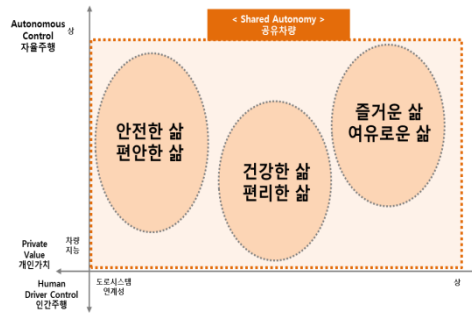 < Shared Autonomy >
공유차량
Autonomous
Control
자율주행
상
안전한 삶
편안한 삶
건강한 삶
편리한 삶
즐거운 삶
여유로운 삶
Private
Value
개인가치
차량
지능
Human
Driver Control
인간주행
도로시스템
연계성
상